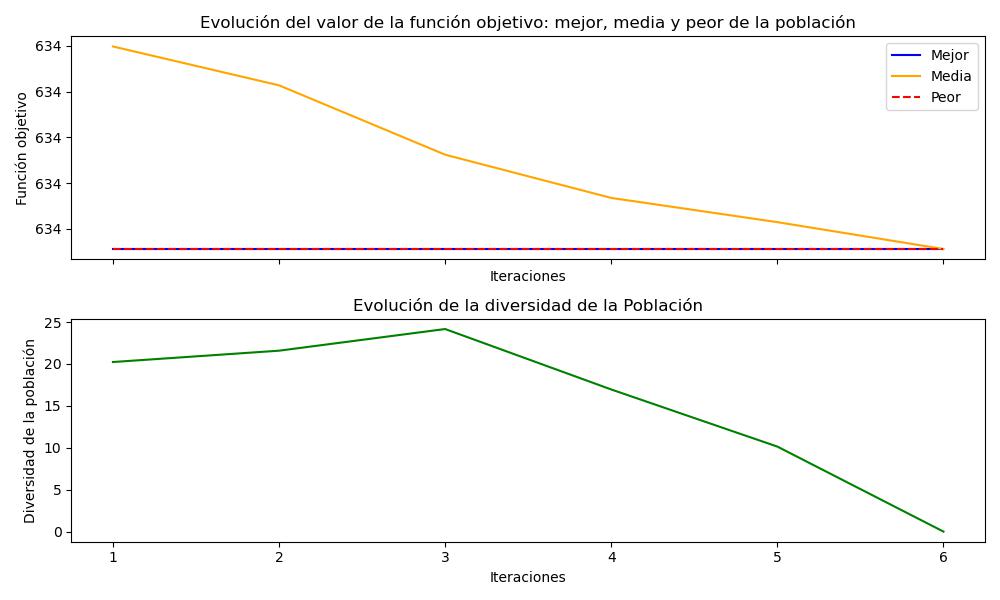 Evolución del valor de la función objetivo: mejor, media y peor de la población
634
634
634
634
634
Función objetivo
Mejor
Media
Peor
Iteraciones
Evolución de la diversidad de la Población
25
20
15
10
5
0
Diversidad de la población
1 2 3 4 5 6
Iteraciones